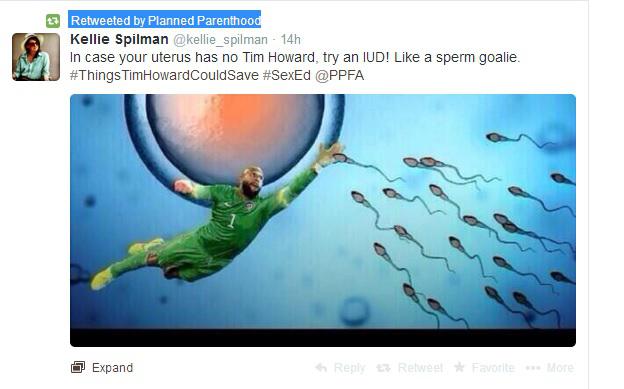 Retweeted by Planned Parenthood
Kellie Spilman @kellie_spilman · 14h
In case your uterus has no Tim Howard, try an IUD! Like a sperm goalie.
#ThingsTimHowardCouldSave #SexEd @PPFA
1
Expand Reply Retweet Favorite More